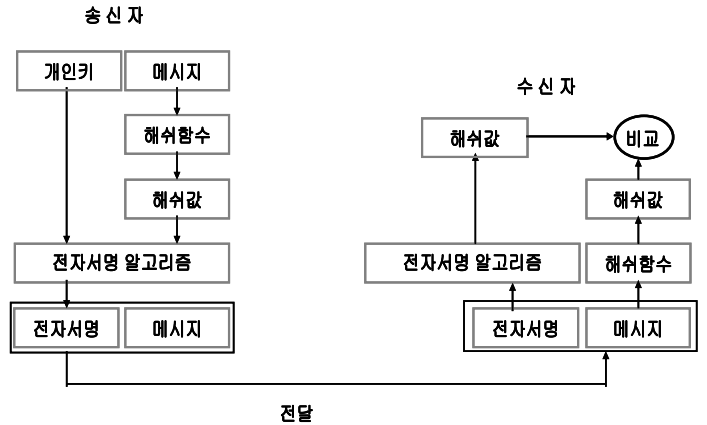 송신자
개인키
메시지
해쉬함수
해쉬값
전자서명 알고리즘
전자서명
메시지
수신자
해쉬값
비교
해쉬값
전자서명 알고리즘
해쉬함수
전자서명
메시지
전달